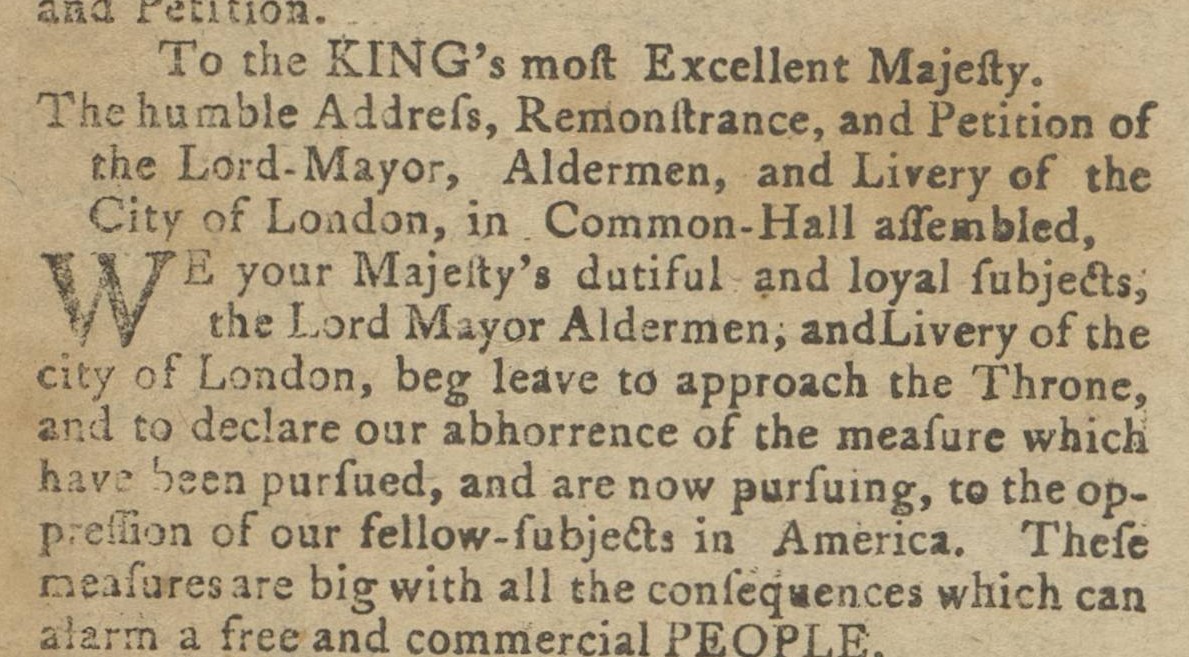 and Petition.
To the KING's moſt Excellent Majeſty.
The humble Addreſs, Remonſtrance, and Petition of
the Lord-Mayor, Aldermen, and Livery of the
City of London, in Common-Hall aſſembled,
WE your Majeſty's dutiful and loyal ſubjects,
the Lord Mayor Aldermen, and Livery of the
city of London, beg leave to approach the Throne,
and to declare our abhorrence of the meaſure which
have been purſued, and are now purſuing, to the op-
preſſion of our fellow-ſubjects in America. Theſe
meaſures are big with all the conſequences which can
alarm a free and commercial PEOPLE.